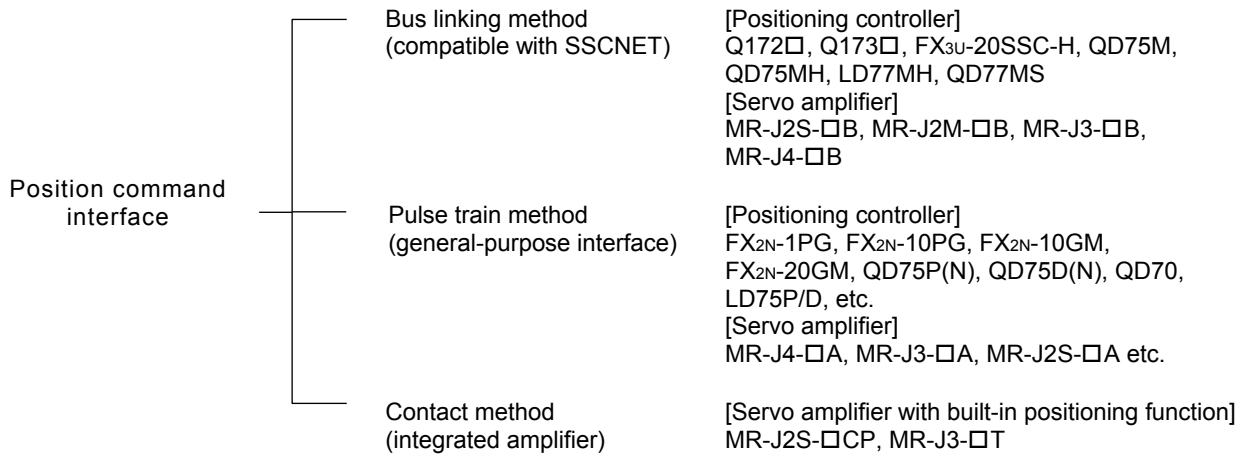 Position command
interface
Bus linking method
(compatible with SSCNET)
[Positioning controller]
Q172□, Q173□, FX3U-20SSC-H, QD75M,
QD75MH, LD77MH, QD77MS
[Servo amplifier]
MR-J2S-□B, MR-J2M-□B, MR-J3-□B,
MR-J4-□B
Pulse train method
(general-purpose interface)
[Positioning controller]
FX2N-1PG, FX2N-10PG, FX2N-10GM,
FX2N-20GM, QD75P(N), QD75D(N), QD70,
LD75P/D, etc.
[Servo amplifier]
MR-J4-□A, MR-J3-□A, MR-J2S-□A etc.
Contact method
(integrated amplifier)
[Servo amplifier with built-in positioning function]
MR-J2S-□CP, MR-J3-□T